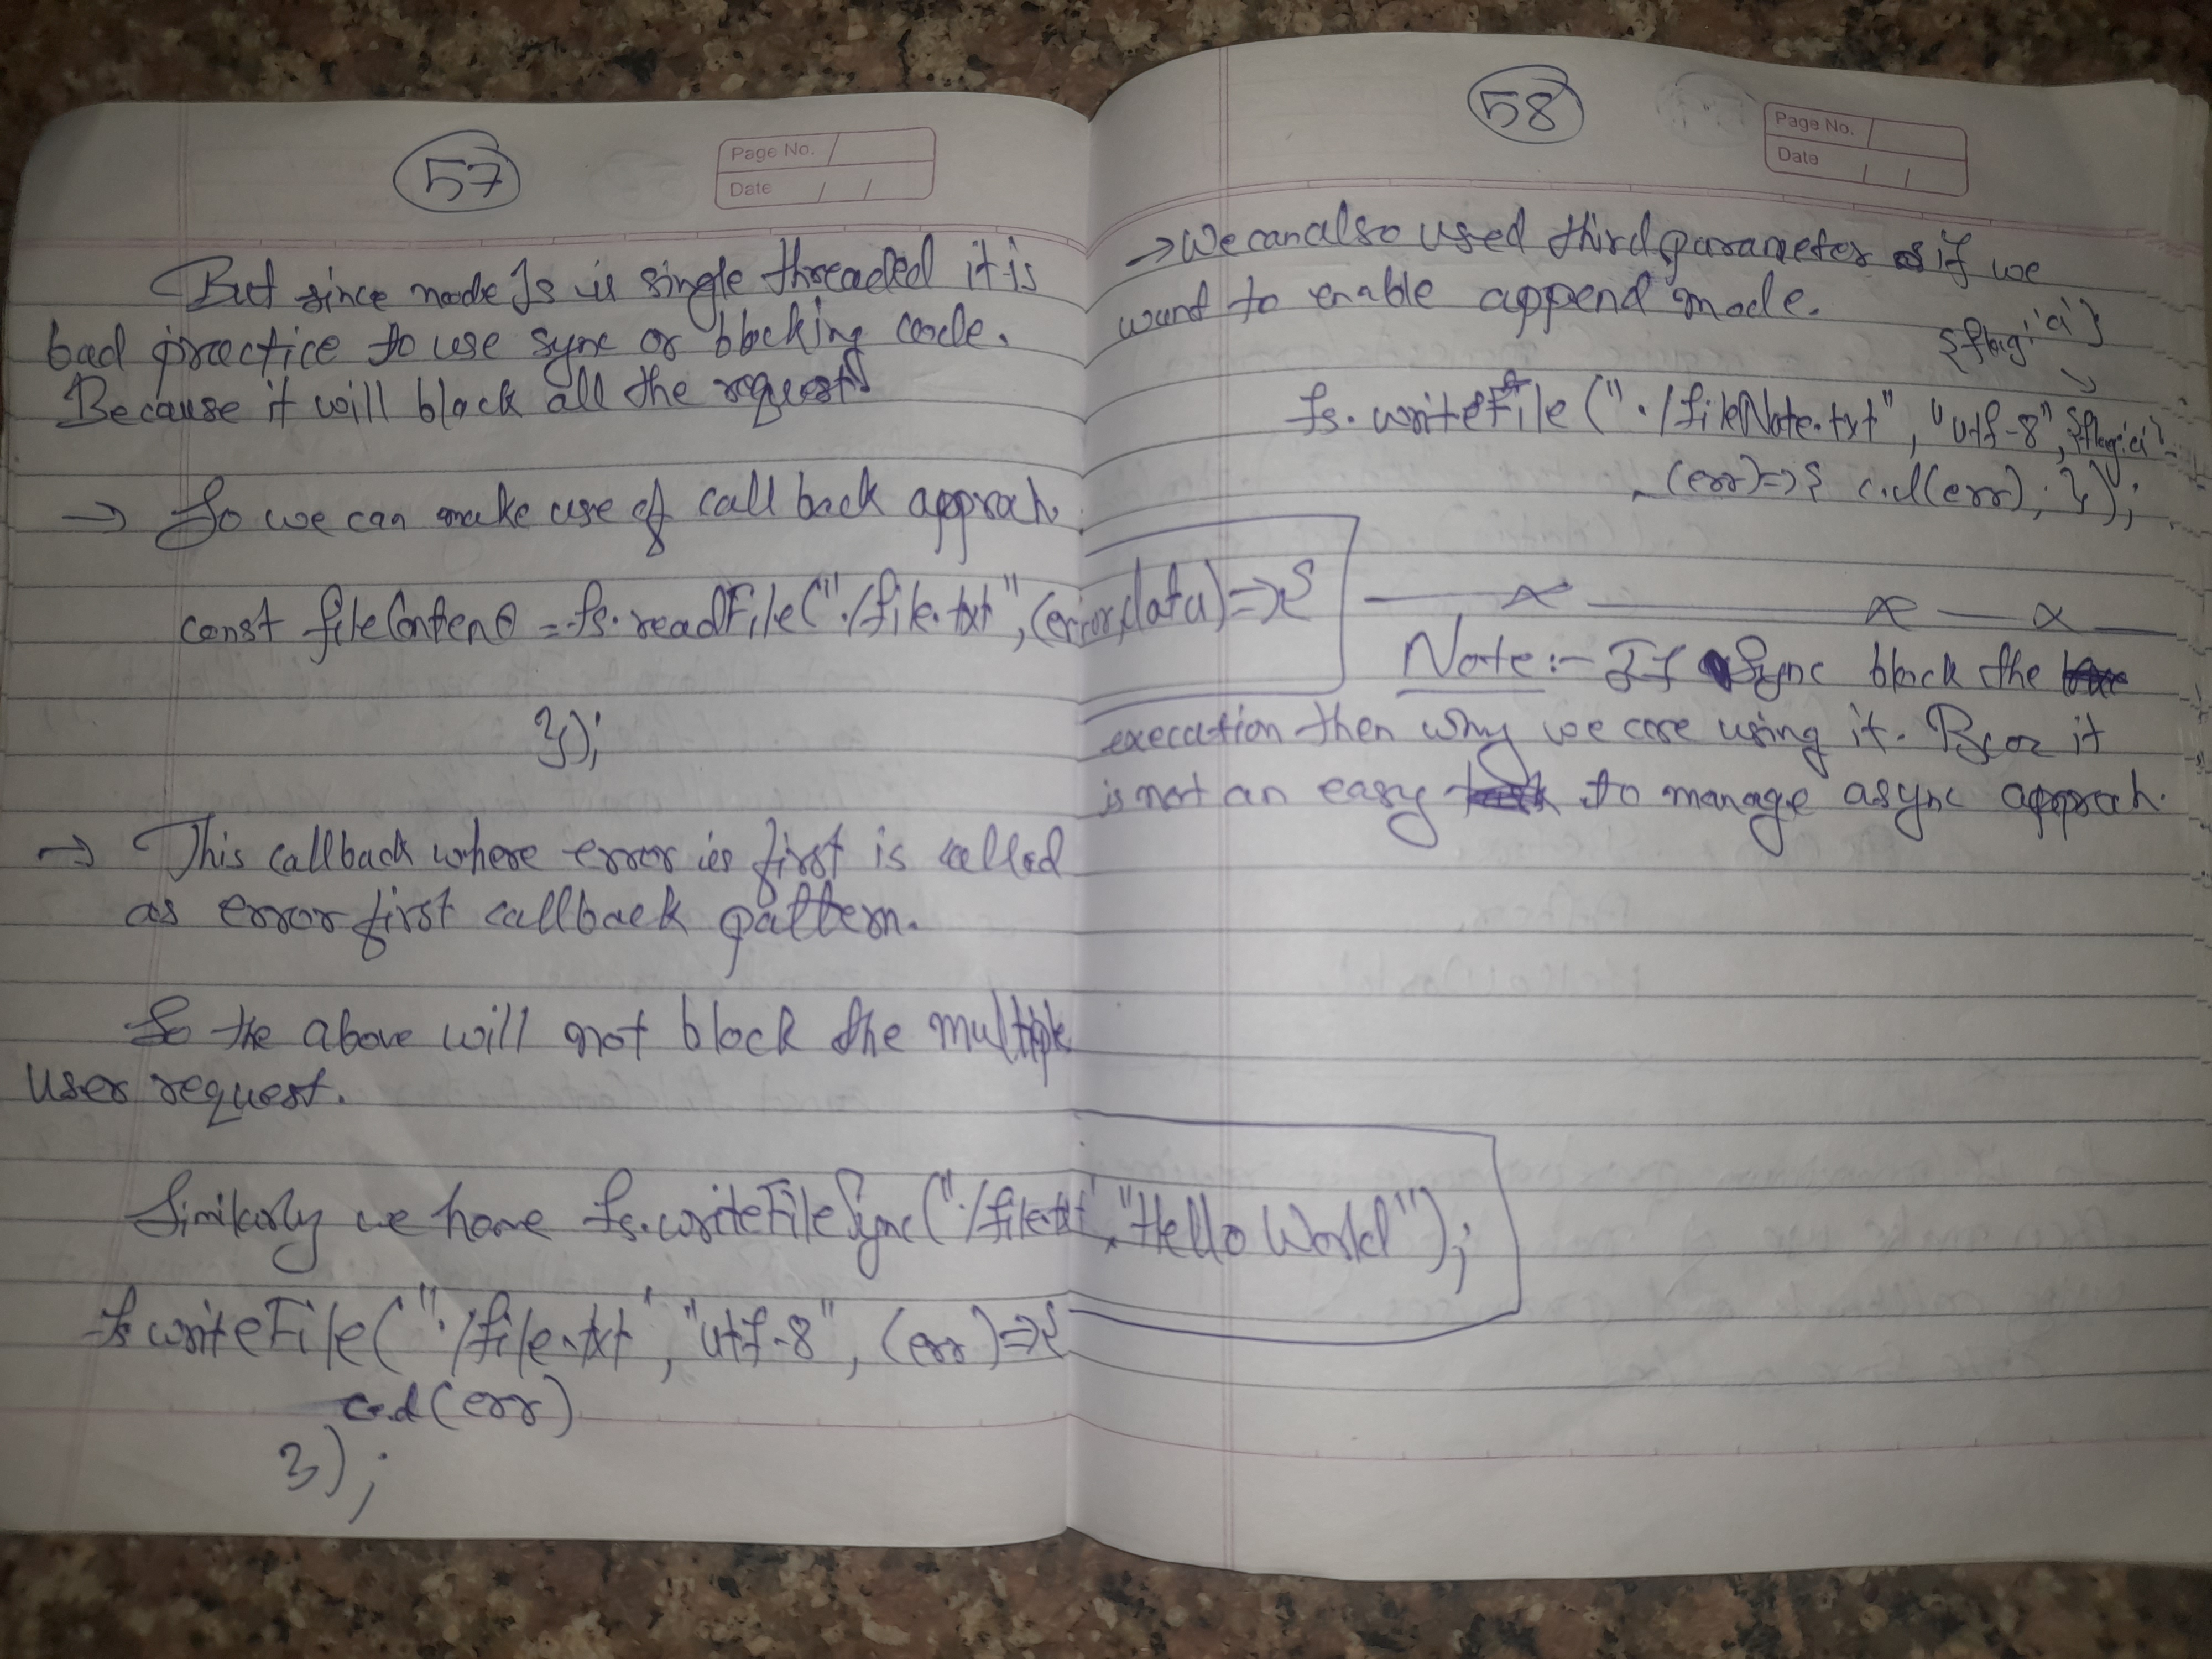 57
Page No.
Date / /
But since node Js is single threaded it is
bad practice to use sync or blocking code.
Because it will block all the request.
→ So we can make use of call back approah.
const fileContent = fs.readFile("./file.txt", (error, data) => {
});
→ This callback where error is first is called
as error first callback pattern.
So the above will not block the multiple
user request.
Similarly we have fs.writeFileSync("./file.txt", "Hello World");
fs writeFile("./file.txt', "utf-8", (err) => {
c.l(err)
});
58
Page No.
Date / /
→ We can also used third parameter if we
want to enable append mode.
{flag: 'a'}
fs.writeFile("./fileNote.txt", "utf-8", {flag:'a'}
, (err) => { c.l(err); });
Note :- If Sync block the
execution then why we are using it. Bcoz it
is not an easy to manage async approah.